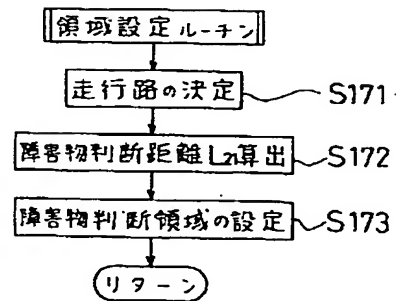 領域設定ルーチン
走行路の決定 S171
障害物判断距離Ln算出 S172
障害物判断領域の設定 S173
リターン